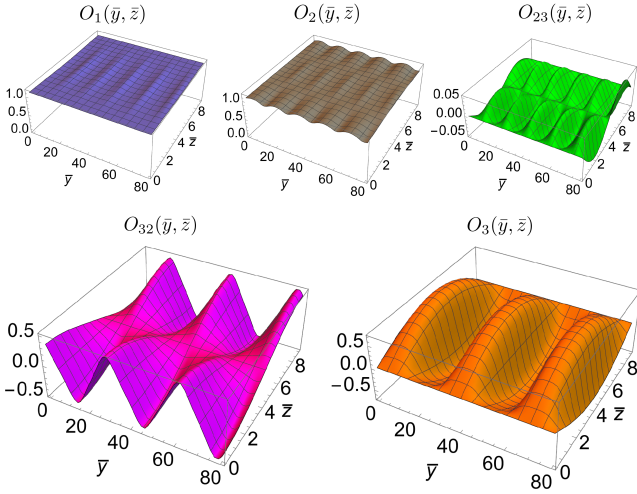 O₁(ȳ, z̄) O₂(ȳ, z̄) O₂₃(ȳ, z̄)
1.0 0.5 0.0 0 20 40 60 80 ȳ 0 2 4 6 8 z̄
1.0 0.5 0.0 0 20 40 60 80 ȳ 0 2 4 6 8 z̄
0.05 0.00 −0.05 0 20 40 60 80 ȳ 0 2 4 6 8 z̄
O₃₂(ȳ, z̄) O₃(ȳ, z̄)
0.5 0.0 −0.5 0 20 40 60 80 ȳ 0 2 4 6 8 z̄
0.5 0.0 −0.5 0 20 40 60 80 ȳ 0 2 4 6 8 z̄